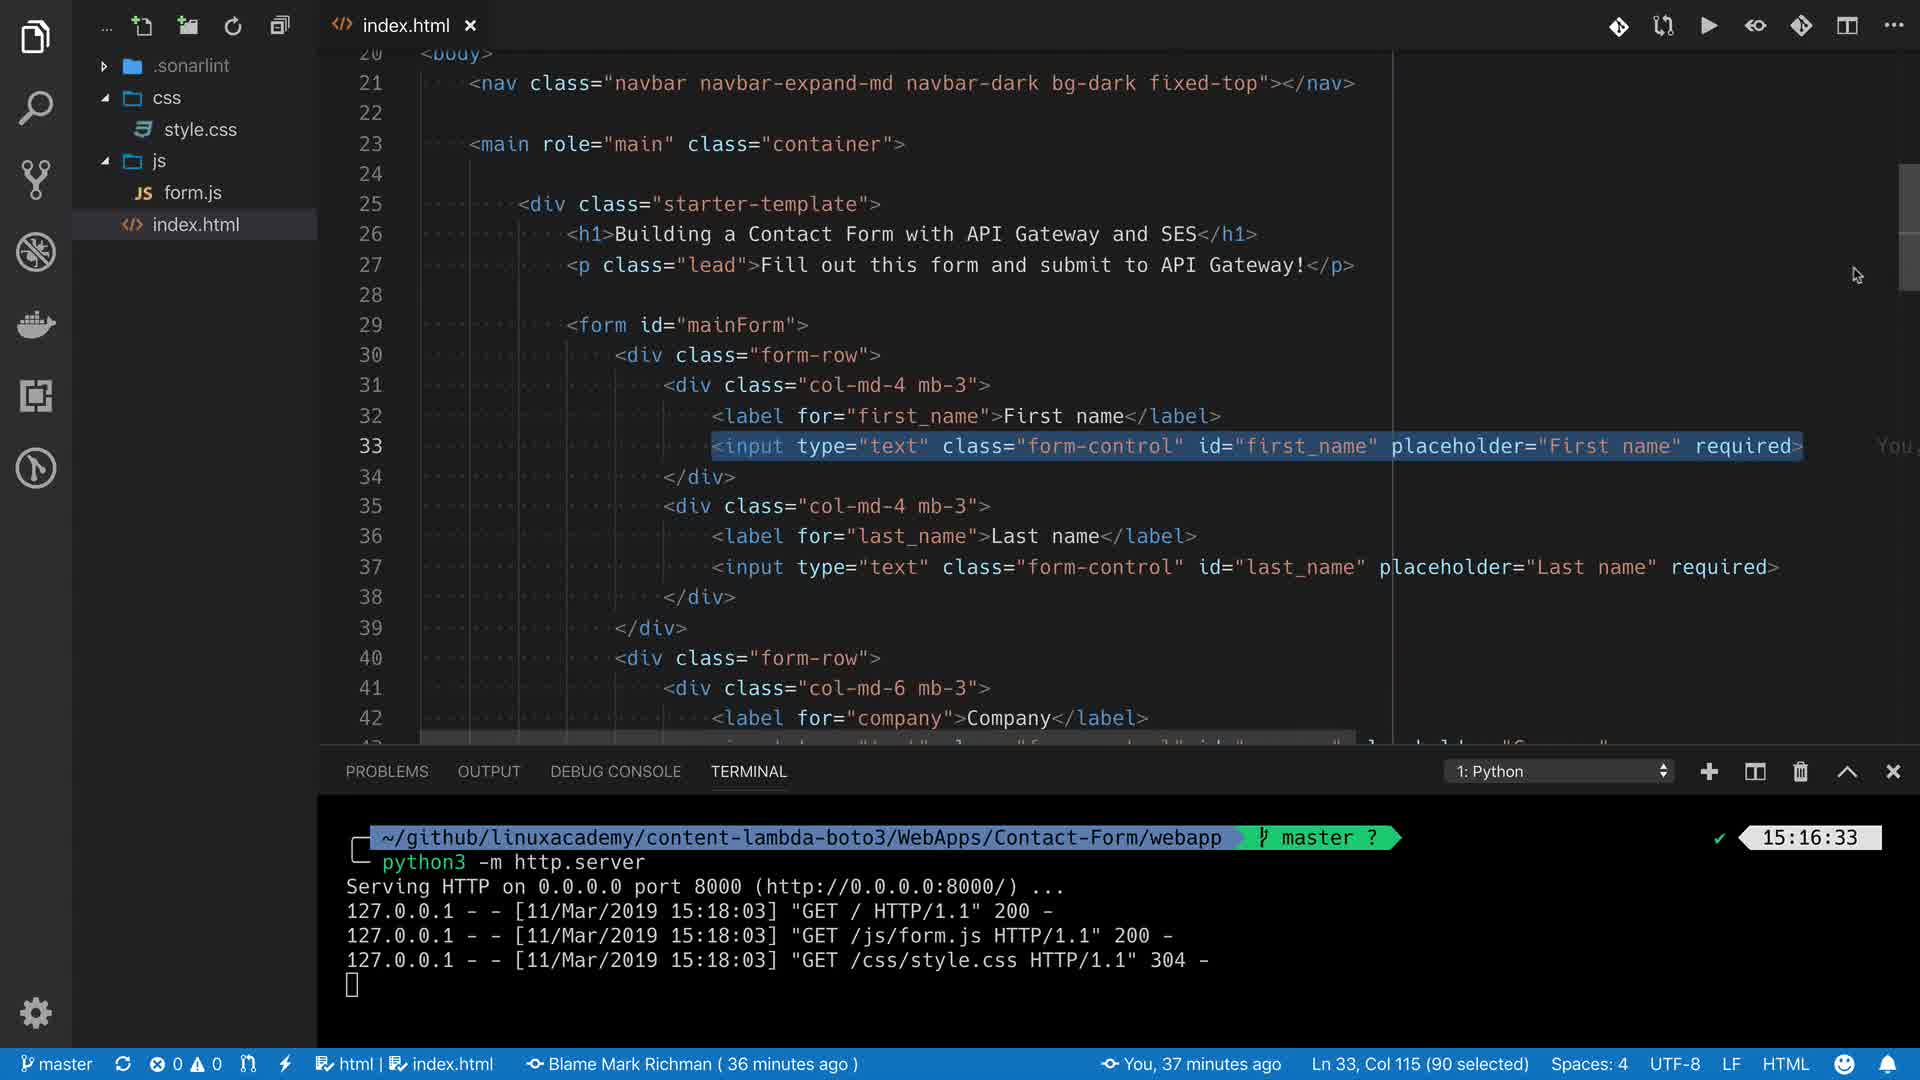 ...
index.html
.sonarlint
css
style.css
js
JS form.js
index.html
20 <body>
21 <nav class="navbar navbar-expand-md navbar-dark bg-dark fixed-top"></nav>
22
23 <main role="main" class="container">
24
25 <div class="starter-template">
26 <h1>Building a Contact Form with API Gateway and SES</h1>
27 <p class="lead">Fill out this form and submit to API Gateway!</p>
28
29 <form id="mainForm">
30 <div class="form-row">
31 <div class="col-md-4 mb-3">
32 <label for="first_name">First name</label>
33 <input type="text" class="form-control" id="first_name" placeholder="First name" required> You,
34 </div>
35 <div class="col-md-4 mb-3">
36 <label for="last_name">Last name</label>
37 <input type="text" class="form-control" id="last_name" placeholder="Last name" required>
38 </div>
39 </div>
40 <div class="form-row">
41 <div class="col-md-6 mb-3">
42 <label for="company">Company</label>
PROBLEMS OUTPUT DEBUG CONSOLE TERMINAL 1: Python
~/github/linuxacademy/content-lambda-boto3/WebApps/Contact-Form/webapp master ? ✔ 15:16:33
python3 -m http.server
Serving HTTP on 0.0.0.0 port 8000 (http://0.0.0.0:8000/) ...
127.0.0.1 - - [11/Mar/2019 15:18:03] "GET / HTTP/1.1" 200 -
127.0.0.1 - - [11/Mar/2019 15:18:03] "GET /js/form.js HTTP/1.1" 200 -
127.0.0.1 - - [11/Mar/2019 15:18:03] "GET /css/style.css HTTP/1.1" 304 -
master 0 0 html | index.html Blame Mark Richman ( 36 minutes ago ) You, 37 minutes ago Ln 33, Col 115 (90 selected) Spaces: 4 UTF-8 LF HTML